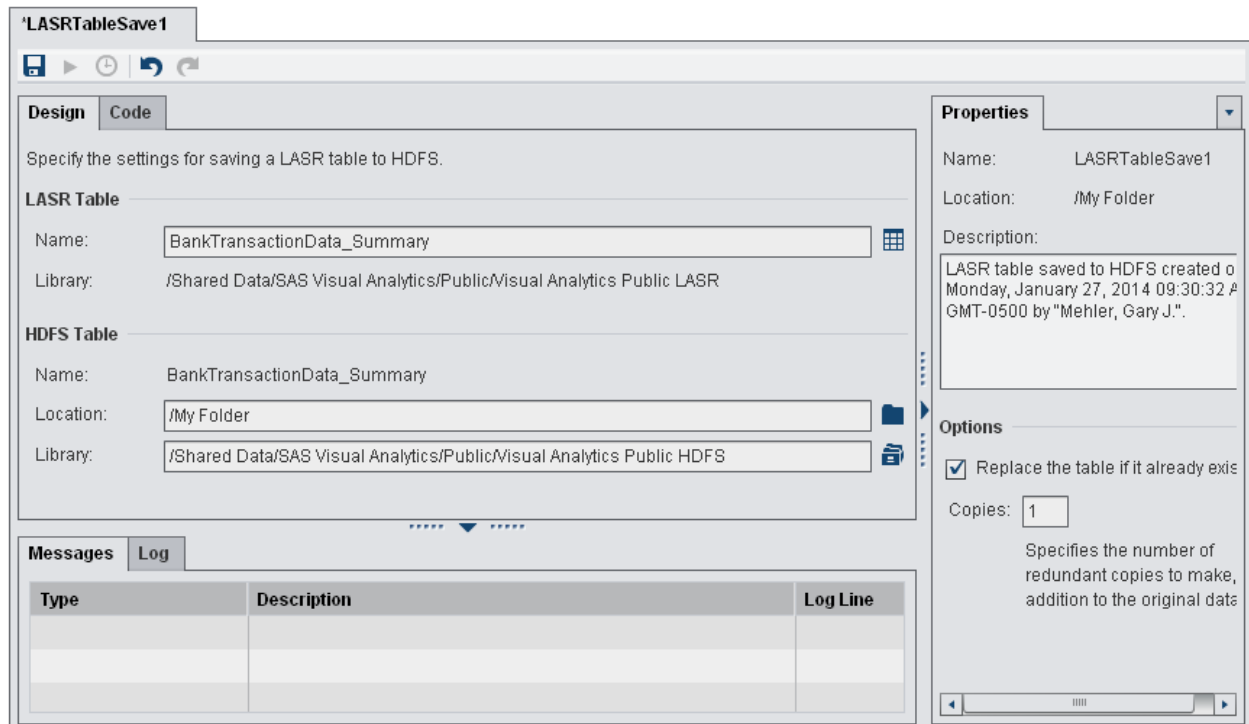 *LASRTableSave1
Design
Code
Specify the settings for saving a LASR table to HDFS.
LASR Table
Name: BankTransactionData_Summary
Library: /Shared Data/SAS Visual Analytics/Public/Visual Analytics Public LASR
HDFS Table
Name: BankTransactionData_Summary
Location: /My Folder
Library: /Shared Data/SAS Visual Analytics/Public/Visual Analytics Public HDFS
Messages
Log
Type Description Log Line
Properties
Name: LASRTableSave1
Location: /My Folder
Description:
LASR table saved to HDFS created o
Monday, January 27, 2014 09:30:32 A
GMT-0500 by "Mehler, Gary J.".
Options
Replace the table if it already exis
Copies: 1
Specifies the number of
redundant copies to make,
addition to the original data